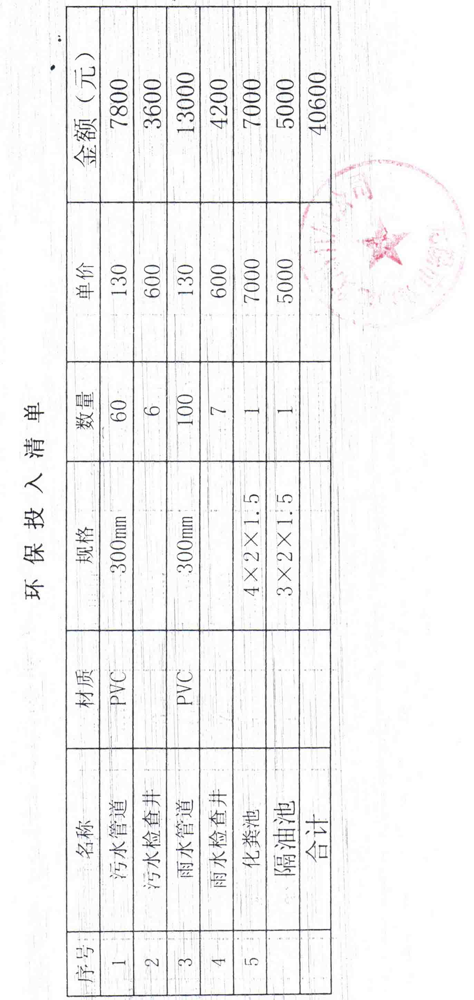 环保投入清单
序号 名称 材质 规格 数量 单价 金额（元）
1 污水管道 PVC 300mm 60 130 7800
2 污水检查井 6 600 3600
3 雨水管道 PVC 300mm 100 130 13000
4 雨水检查井 7 600 4200
5 化粪池 4×2×1.5 1 7000 7000
隔油池 3×2×1.5 1 5000 5000
合计 40600